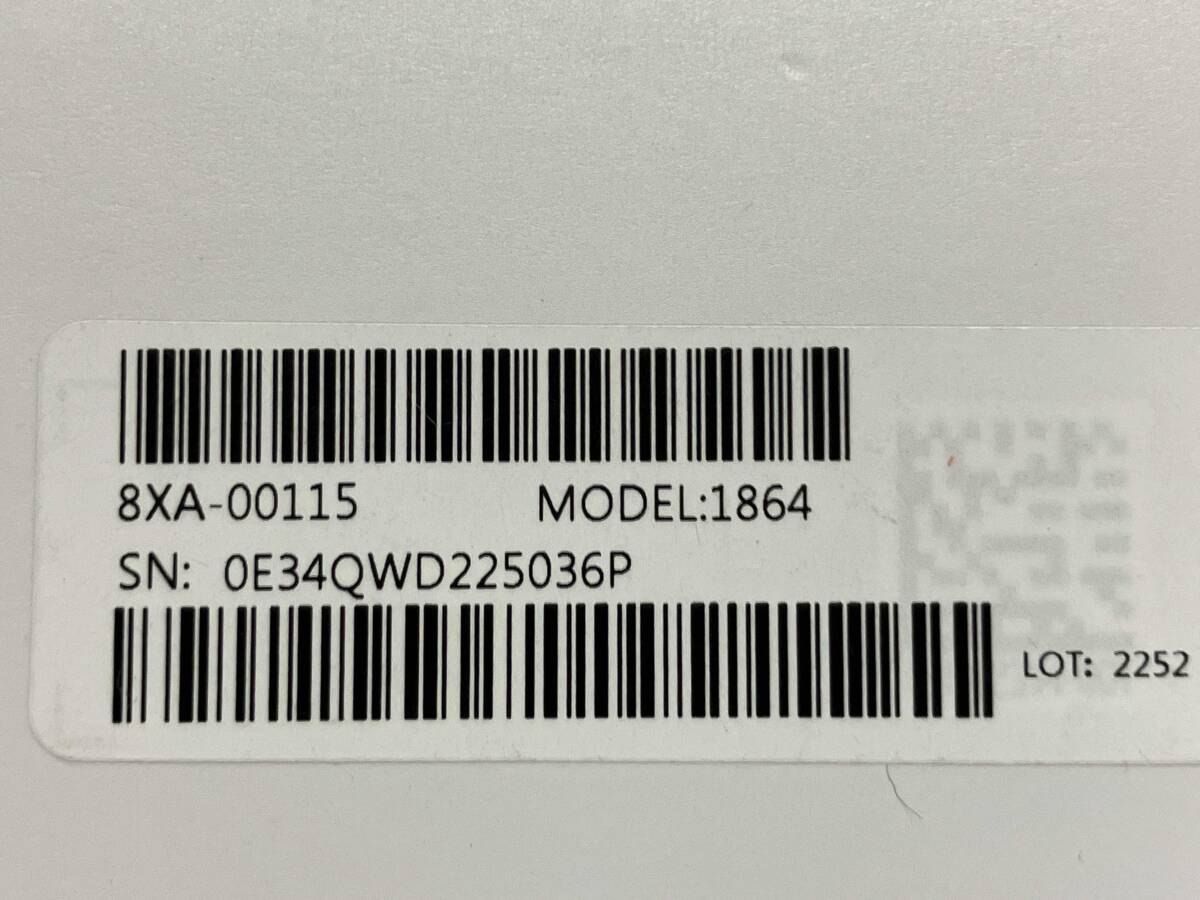 8XA-00115 MODEL:1864
SN: 0E34QWD225036P
LOT: 2252